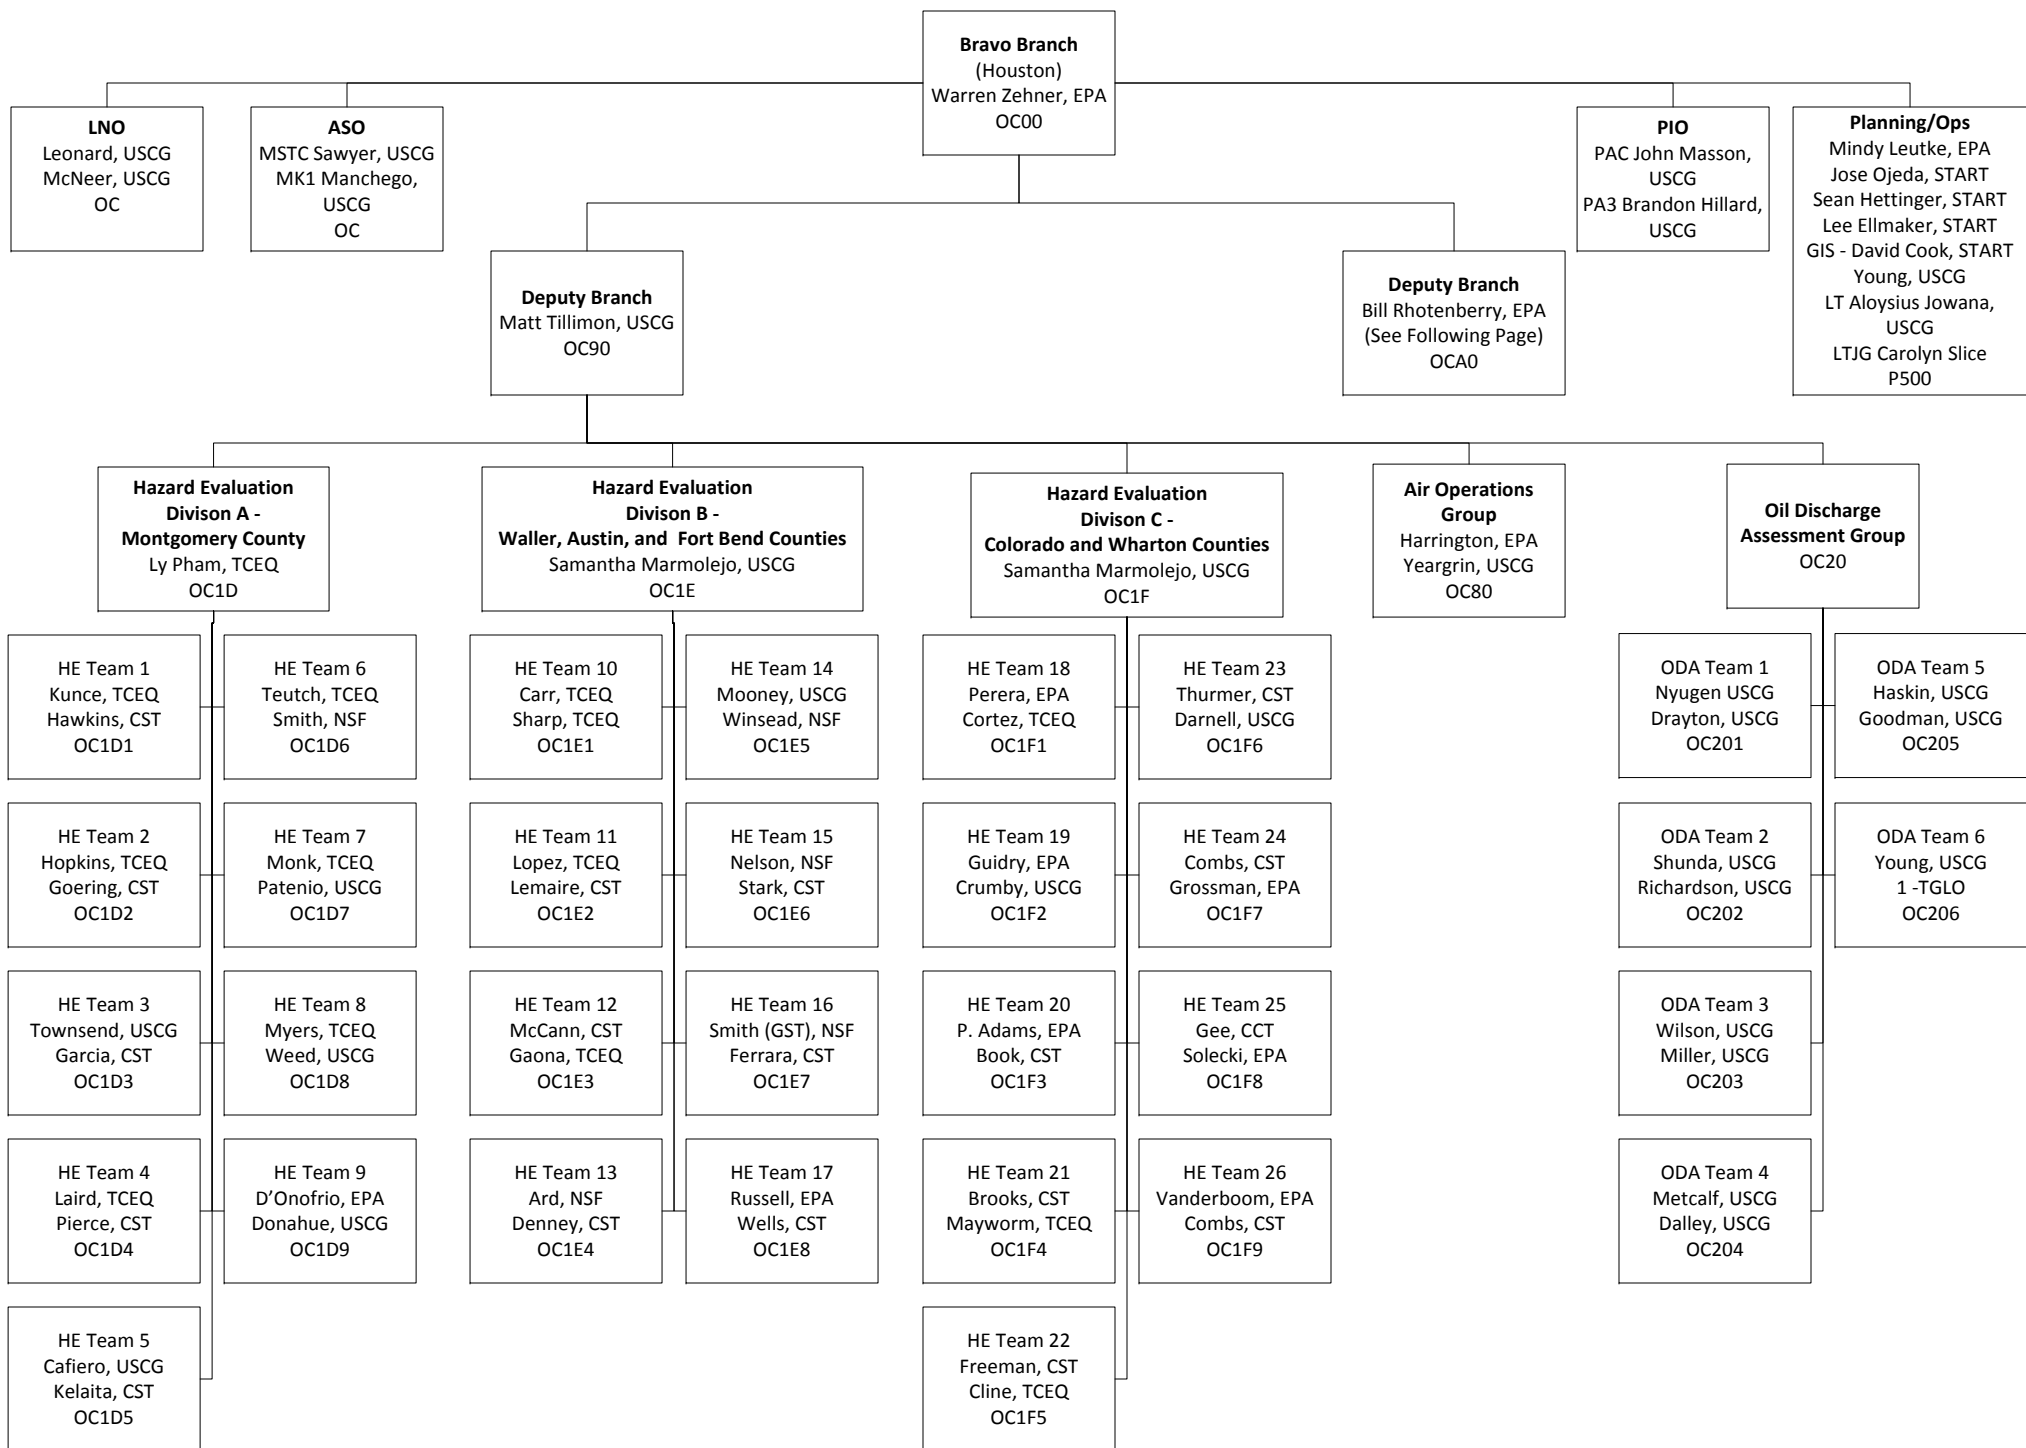 Bravo Branch
(Houston)
Warren Zehner, EPA
OC00
LNO
Leonard, USCG
McNeer, USCG
OC
ASO
MSTC Sawyer, USCG
MK1 Manchego,
USCG
OC
PIO
PAC John Masson,
USCG
PA3 Brandon Hillard,
USCG
Planning/Ops
Mindy Leutke, EPA
Jose Ojeda, START
Sean Hettinger, START
Lee Ellmaker, START
GIS - David Cook, START
Young, USCG
LT Aloysius Jowana,
USCG
LTJG Carolyn Slice
P500
Deputy Branch
Matt Tillimon, USCG
OC90
Deputy Branch
Bill Rhotenberry, EPA
(See Following Page)
OCA0
Hazard Evaluation
Divison A -
Montgomery County
Ly Pham, TCEQ
OC1D
Hazard Evaluation
Divison B -
Waller, Austin, and  Fort Bend Counties
Samantha Marmolejo, USCG
OC1E
Hazard Evaluation
Divison C -
Colorado and Wharton Counties
Samantha Marmolejo, USCG
OC1F
Air Operations
Group
Harrington, EPA
Yeargrin, USCG
OC80
Oil Discharge
Assessment Group
OC20
HE Team 1
Kunce, TCEQ
Hawkins, CST
OC1D1
HE Team 6
Teutch, TCEQ
Smith, NSF
OC1D6
HE Team 10
Carr, TCEQ
Sharp, TCEQ
OC1E1
HE Team 14
Mooney, USCG
Winsead, NSF
OC1E5
HE Team 18
Perera, EPA
Cortez, TCEQ
OC1F1
HE Team 23
Thurmer, CST
Darnell, USCG
OC1F6
ODA Team 1
Nyugen USCG
Drayton, USCG
OC201
ODA Team 5
Haskin, USCG
Goodman, USCG
OC205
HE Team 2
Hopkins, TCEQ
Goering, CST
OC1D2
HE Team 7
Monk, TCEQ
Patenio, USCG
OC1D7
HE Team 11
Lopez, TCEQ
Lemaire, CST
OC1E2
HE Team 15
Nelson, NSF
Stark, CST
OC1E6
HE Team 19
Guidry, EPA
Crumby, USCG
OC1F2
HE Team 24
Combs, CST
Grossman, EPA
OC1F7
ODA Team 2
Shunda, USCG
Richardson, USCG
OC202
ODA Team 6
Young, USCG
1 -TGLO
OC206
HE Team 3
Townsend, USCG
Garcia, CST
OC1D3
HE Team 8
Myers, TCEQ
Weed, USCG
OC1D8
HE Team 12
McCann, CST
Gaona, TCEQ
OC1E3
HE Team 16
Smith (GST), NSF
Ferrara, CST
OC1E7
HE Team 20
P. Adams, EPA
Book, CST
OC1F3
HE Team 25
Gee, CCT
Solecki, EPA
OC1F8
ODA Team 3
Wilson, USCG
Miller, USCG
OC203
HE Team 4
Laird, TCEQ
Pierce, CST
OC1D4
HE Team 9
D’Onofrio, EPA
Donahue, USCG
OC1D9
HE Team 13
Ard, NSF
Denney, CST
OC1E4
HE Team 17
Russell, EPA
Wells, CST
OC1E8
HE Team 21
Brooks, CST
Mayworm, TCEQ
OC1F4
HE Team 26
Vanderboom, EPA
Combs, CST
OC1F9
ODA Team 4
Metcalf, USCG
Dalley, USCG
OC204
HE Team 5
Cafiero, USCG
Kelaita, CST
OC1D5
HE Team 22
Freeman, CST
Cline, TCEQ
OC1F5